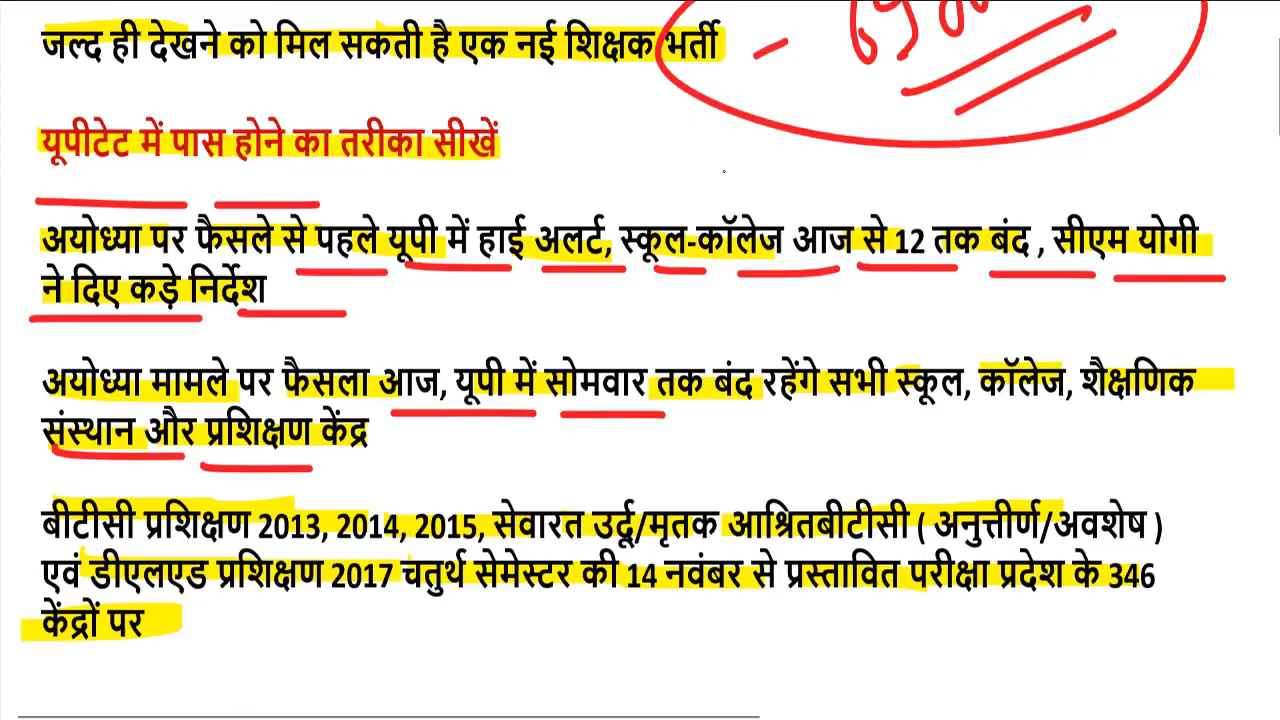 जल्द ही देखने को मिल सकती है एक नई शिक्षक भर्ती
यूपीटेट में पास होने का तरीका सीखें
अयोध्या पर फैसले से पहले यूपी में हाई अलर्ट, स्कूल-कॉलेज आज से 12 तक बंद , सीएम योगी
ने दिए कड़े निर्देश
अयोध्या मामले पर फैसला आज, यूपी में सोमवार तक बंद रहेंगे सभी स्कूल, कॉलेज, शैक्षणिक
संस्थान और प्रशिक्षण केंद्र
बीटीसी प्रशिक्षण 2013, 2014, 2015, सेवारत उर्दू/मृतक आश्रितबीटीसी ( अनुत्तीर्ण/अवशेष )
एवं डीएलएड प्रशिक्षण 2017 चतुर्थ सेमेस्टर की 14 नवंबर से प्रस्तावित परीक्षा प्रदेश के 346
केंद्रों पर